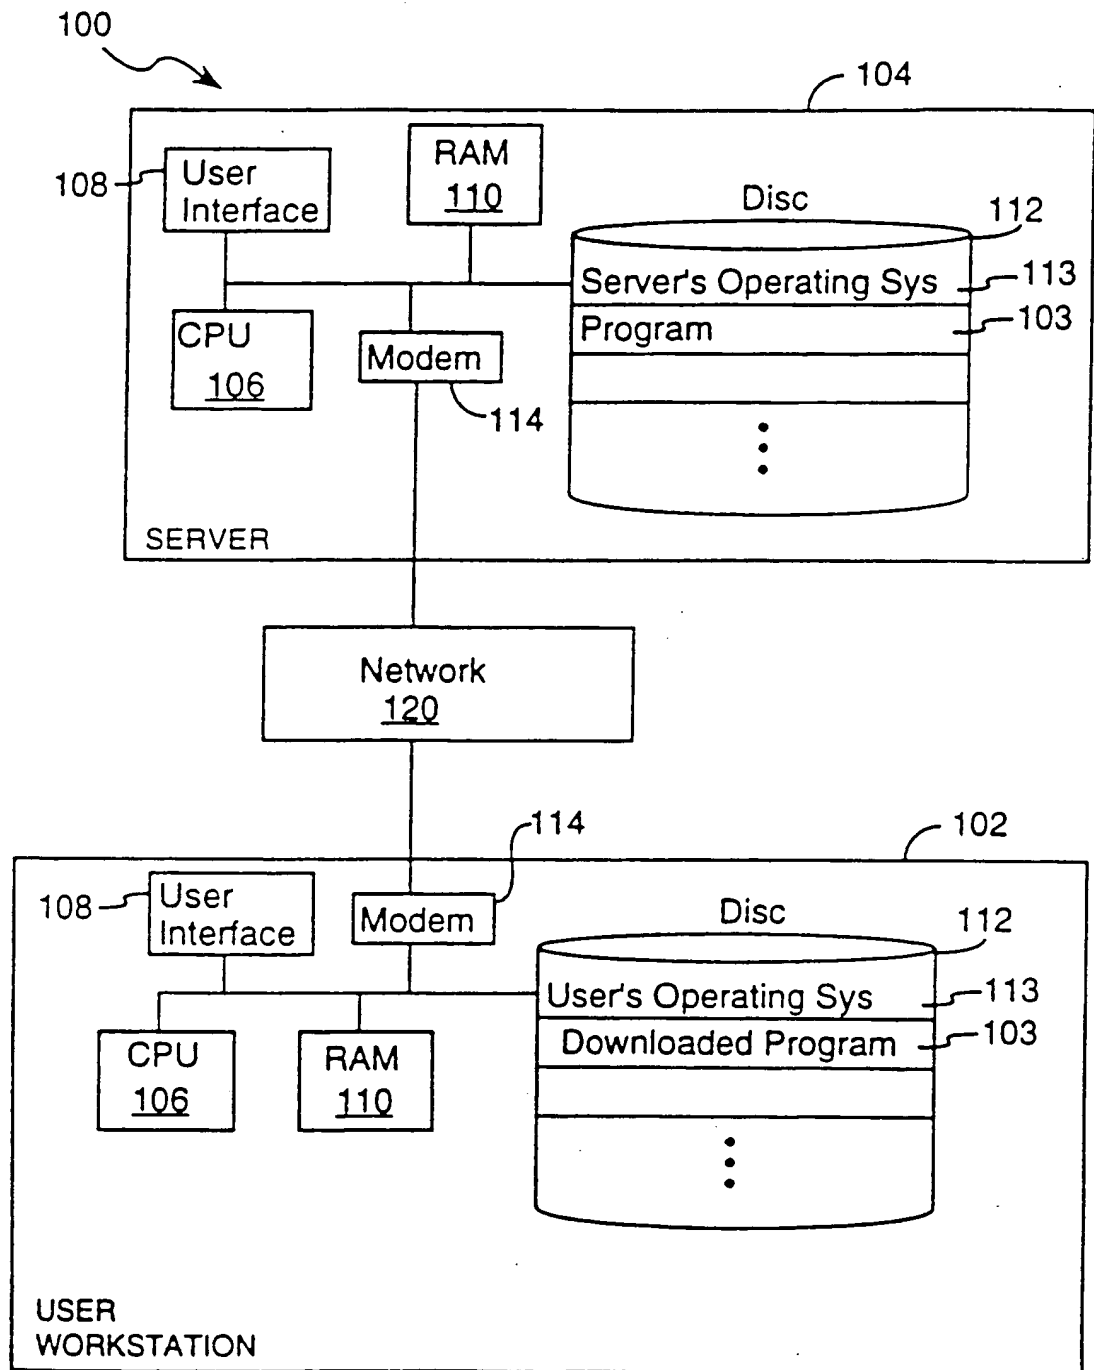 100
104
108
User
Interface
RAM
110
Disc
112
Server's Operating Sys
113
Program
103
CPU
106
Modem
114
SERVER
Network
120
114
102
108
User
Interface
Modem
Disc
112
User's Operating Sys
113
Downloaded Program
103
CPU
106
RAM
110
USER
WORKSTATION